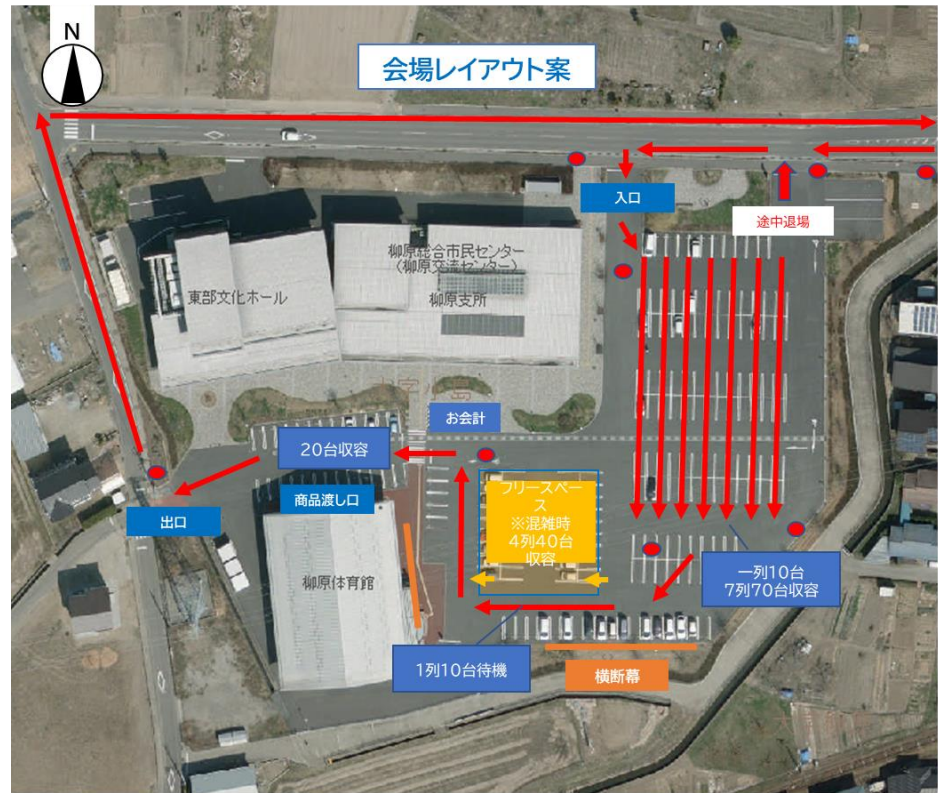 N
会場レイアウト案
入口
途中退場
柳原総合市民センター
(柳原交流センター)
東部文化ホール
柳原支所
字
島
お会計
20台収容
商品渡し口
フリースペー
ス
※混雑時
4列40台
収容
出口
柳原体育館
一列10台
7列70台収容
1列10台待機
横断幕